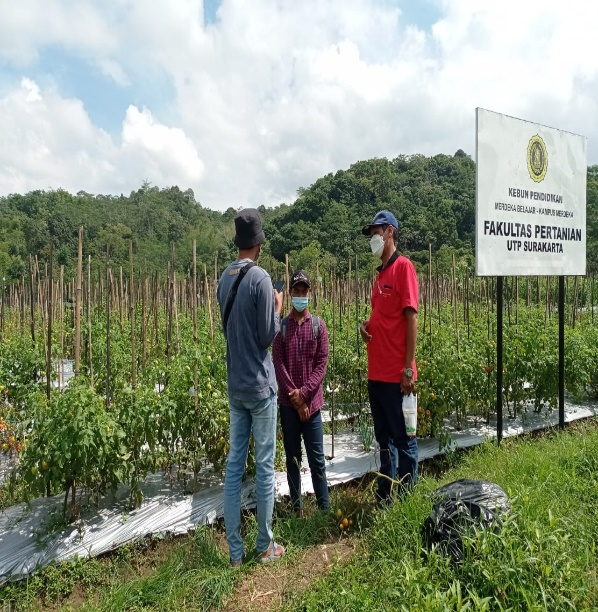 KEBUN PENDIDIKAN
MERDEKA BELAJAR - KAMPUS MERDEKA
FAKULTAS PERTANIAN
UTP SURAKARTA